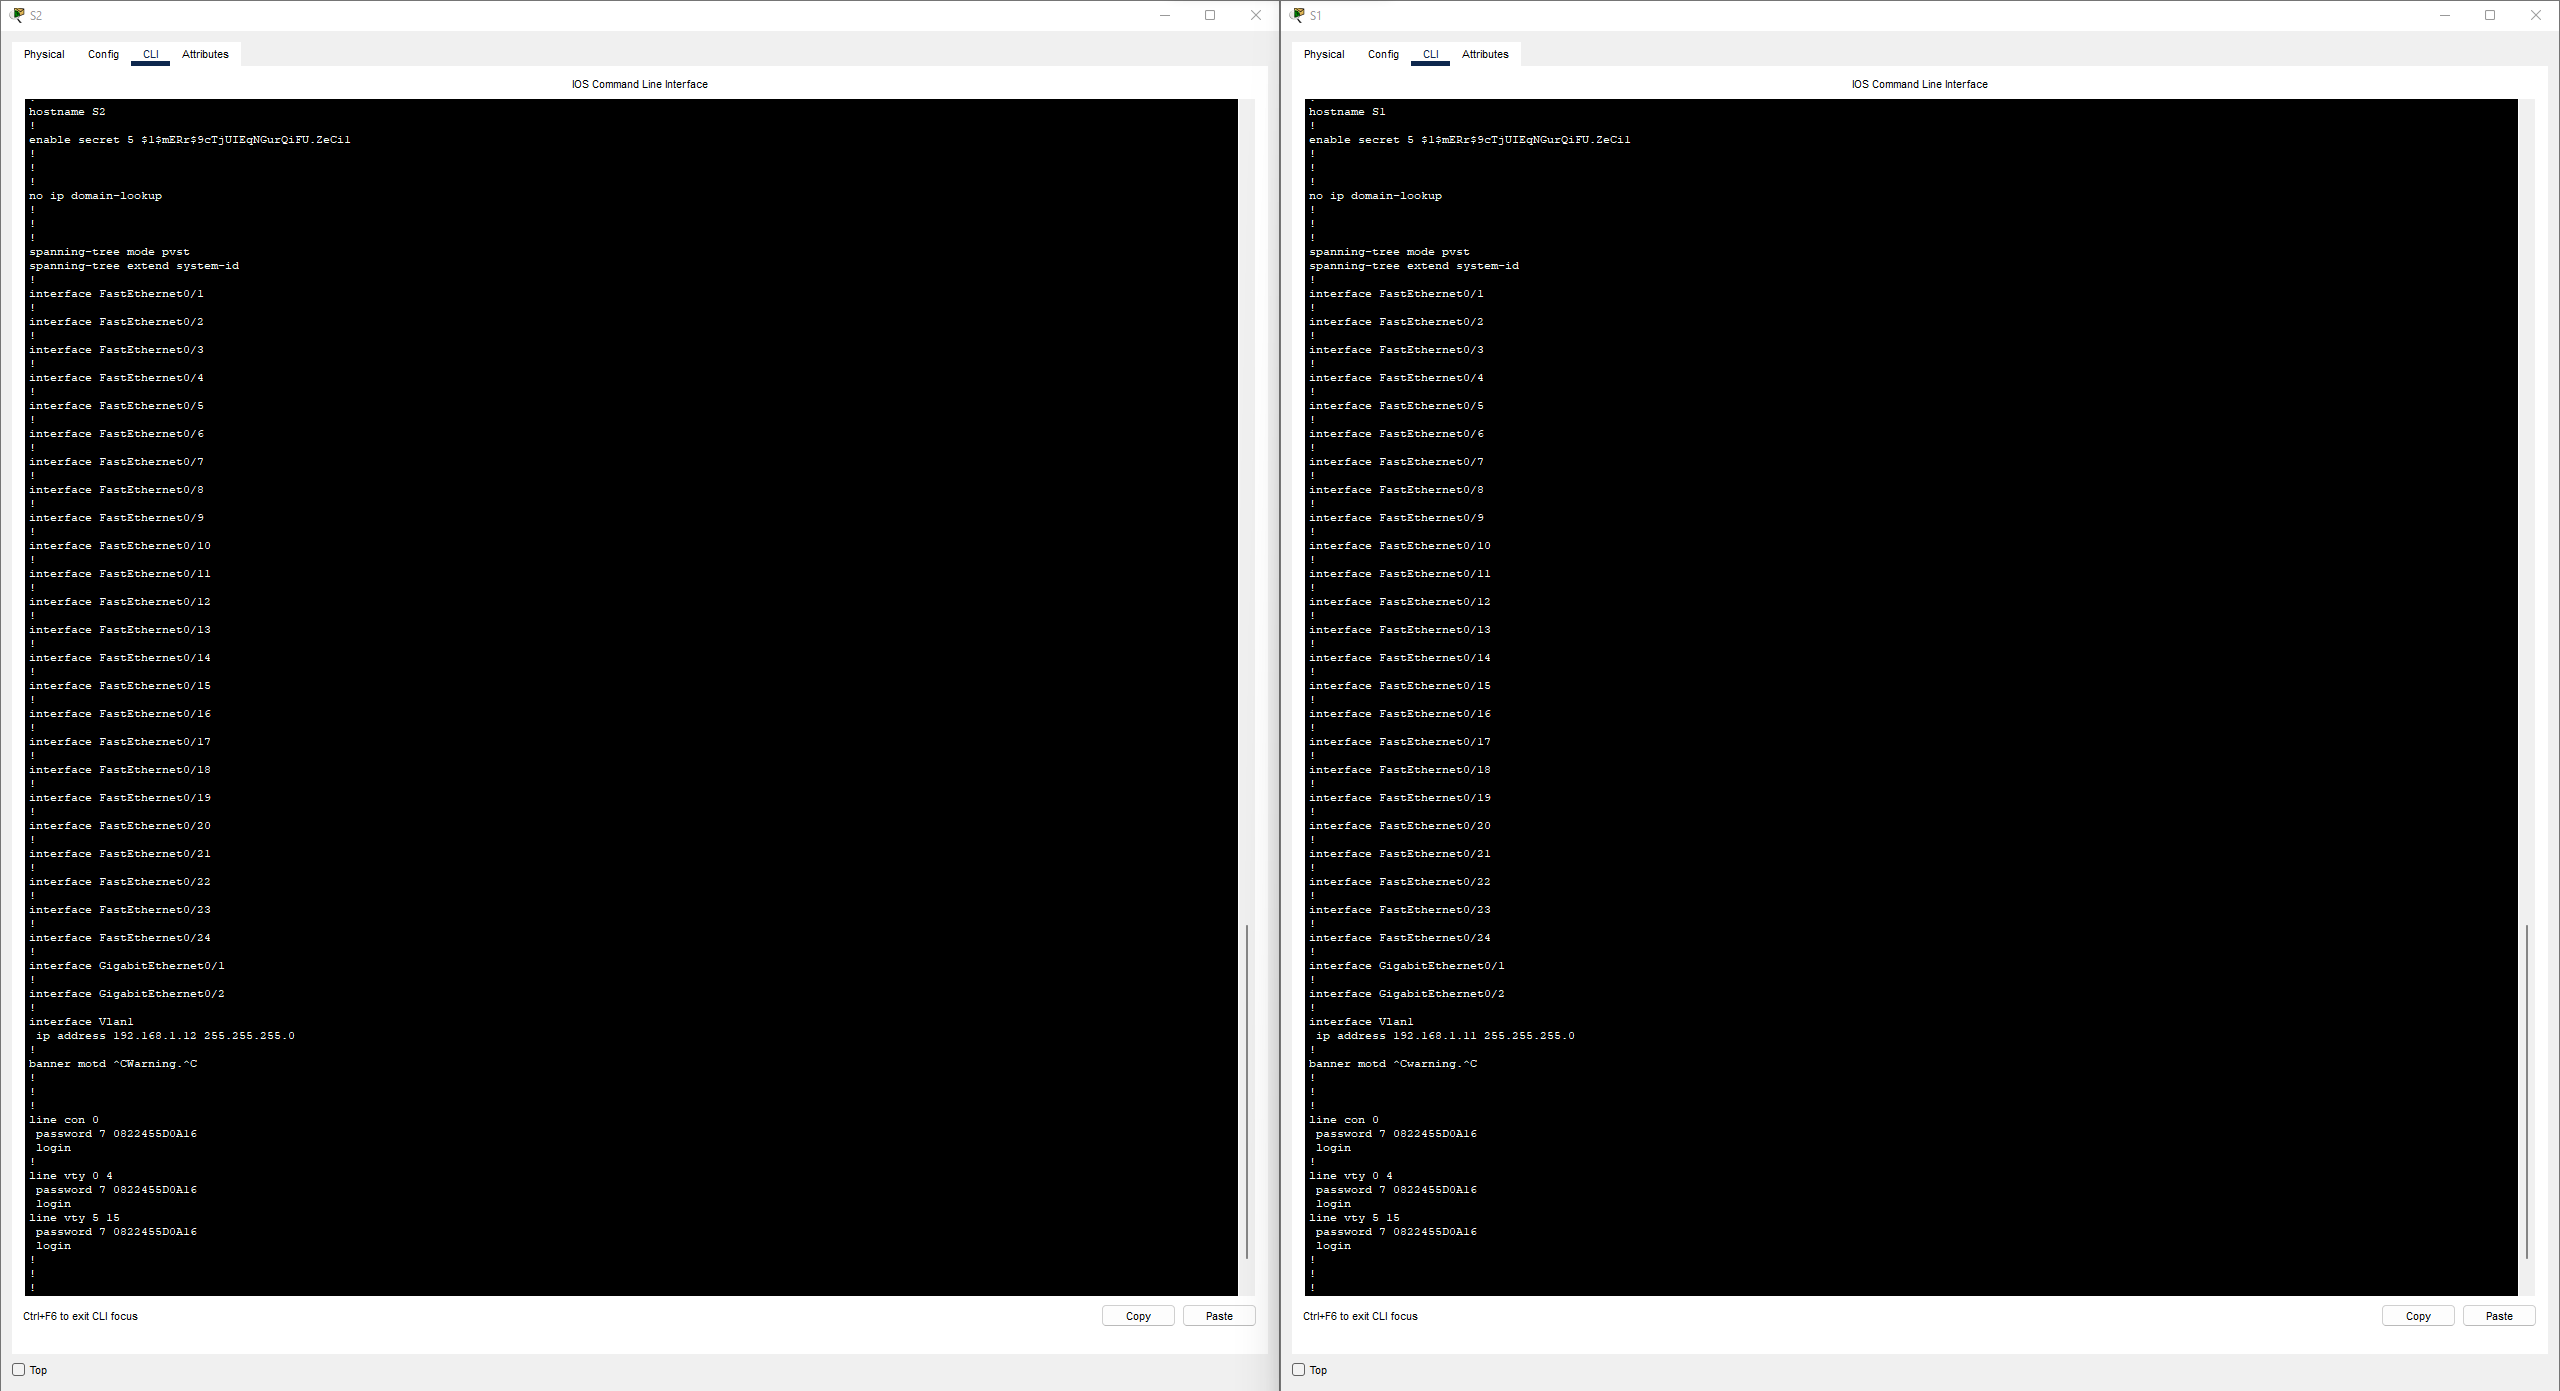 S2
Physical Config CLI Attributes
IOS Command Line Interface
hostname S2
!
enable secret 5 $1$mERr$9cTjUIEqNGurQiFU.ZeCi1
!
!
!
no ip domain-lookup
!
!
!
spanning-tree mode pvst
spanning-tree extend system-id
!
interface FastEthernet0/1
!
interface FastEthernet0/2
!
interface FastEthernet0/3
!
interface FastEthernet0/4
!
interface FastEthernet0/5
!
interface FastEthernet0/6
!
interface FastEthernet0/7
!
interface FastEthernet0/8
!
interface FastEthernet0/9
!
interface FastEthernet0/10
!
interface FastEthernet0/11
!
interface FastEthernet0/12
!
interface FastEthernet0/13
!
interface FastEthernet0/14
!
interface FastEthernet0/15
!
interface FastEthernet0/16
!
interface FastEthernet0/17
!
interface FastEthernet0/18
!
interface FastEthernet0/19
!
interface FastEthernet0/20
!
interface FastEthernet0/21
!
interface FastEthernet0/22
!
interface FastEthernet0/23
!
interface FastEthernet0/24
!
interface GigabitEthernet0/1
!
interface GigabitEthernet0/2
!
interface Vlan1
ip address 192.168.1.12 255.255.255.0
!
banner motd ^CWarning.^C
!
!
!
line con 0
password 7 0822455D0A16
login
!
line vty 0 4
password 7 0822455D0A16
login
line vty 5 15
password 7 0822455D0A16
login
!
!
!
Ctrl+F6 to exit CLI focus
Copy Paste
Top
S1
Physical Config CLI Attributes
IOS Command Line Interface
hostname S1
!
enable secret 5 $1$mERr$9cTjUIEqNGurQiFU.ZeCi1
!
!
!
no ip domain-lookup
!
!
!
spanning-tree mode pvst
spanning-tree extend system-id
!
interface FastEthernet0/1
!
interface FastEthernet0/2
!
interface FastEthernet0/3
!
interface FastEthernet0/4
!
interface FastEthernet0/5
!
interface FastEthernet0/6
!
interface FastEthernet0/7
!
interface FastEthernet0/8
!
interface FastEthernet0/9
!
interface FastEthernet0/10
!
interface FastEthernet0/11
!
interface FastEthernet0/12
!
interface FastEthernet0/13
!
interface FastEthernet0/14
!
interface FastEthernet0/15
!
interface FastEthernet0/16
!
interface FastEthernet0/17
!
interface FastEthernet0/18
!
interface FastEthernet0/19
!
interface FastEthernet0/20
!
interface FastEthernet0/21
!
interface FastEthernet0/22
!
interface FastEthernet0/23
!
interface FastEthernet0/24
!
interface GigabitEthernet0/1
!
interface GigabitEthernet0/2
!
interface Vlan1
ip address 192.168.1.11 255.255.255.0
!
banner motd ^Cwarning.^C
!
!
!
line con 0
password 7 0822455D0A16
login
!
line vty 0 4
password 7 0822455D0A16
login
line vty 5 15
password 7 0822455D0A16
login
!
!
!
Ctrl+F6 to exit CLI focus
Copy Paste
Top